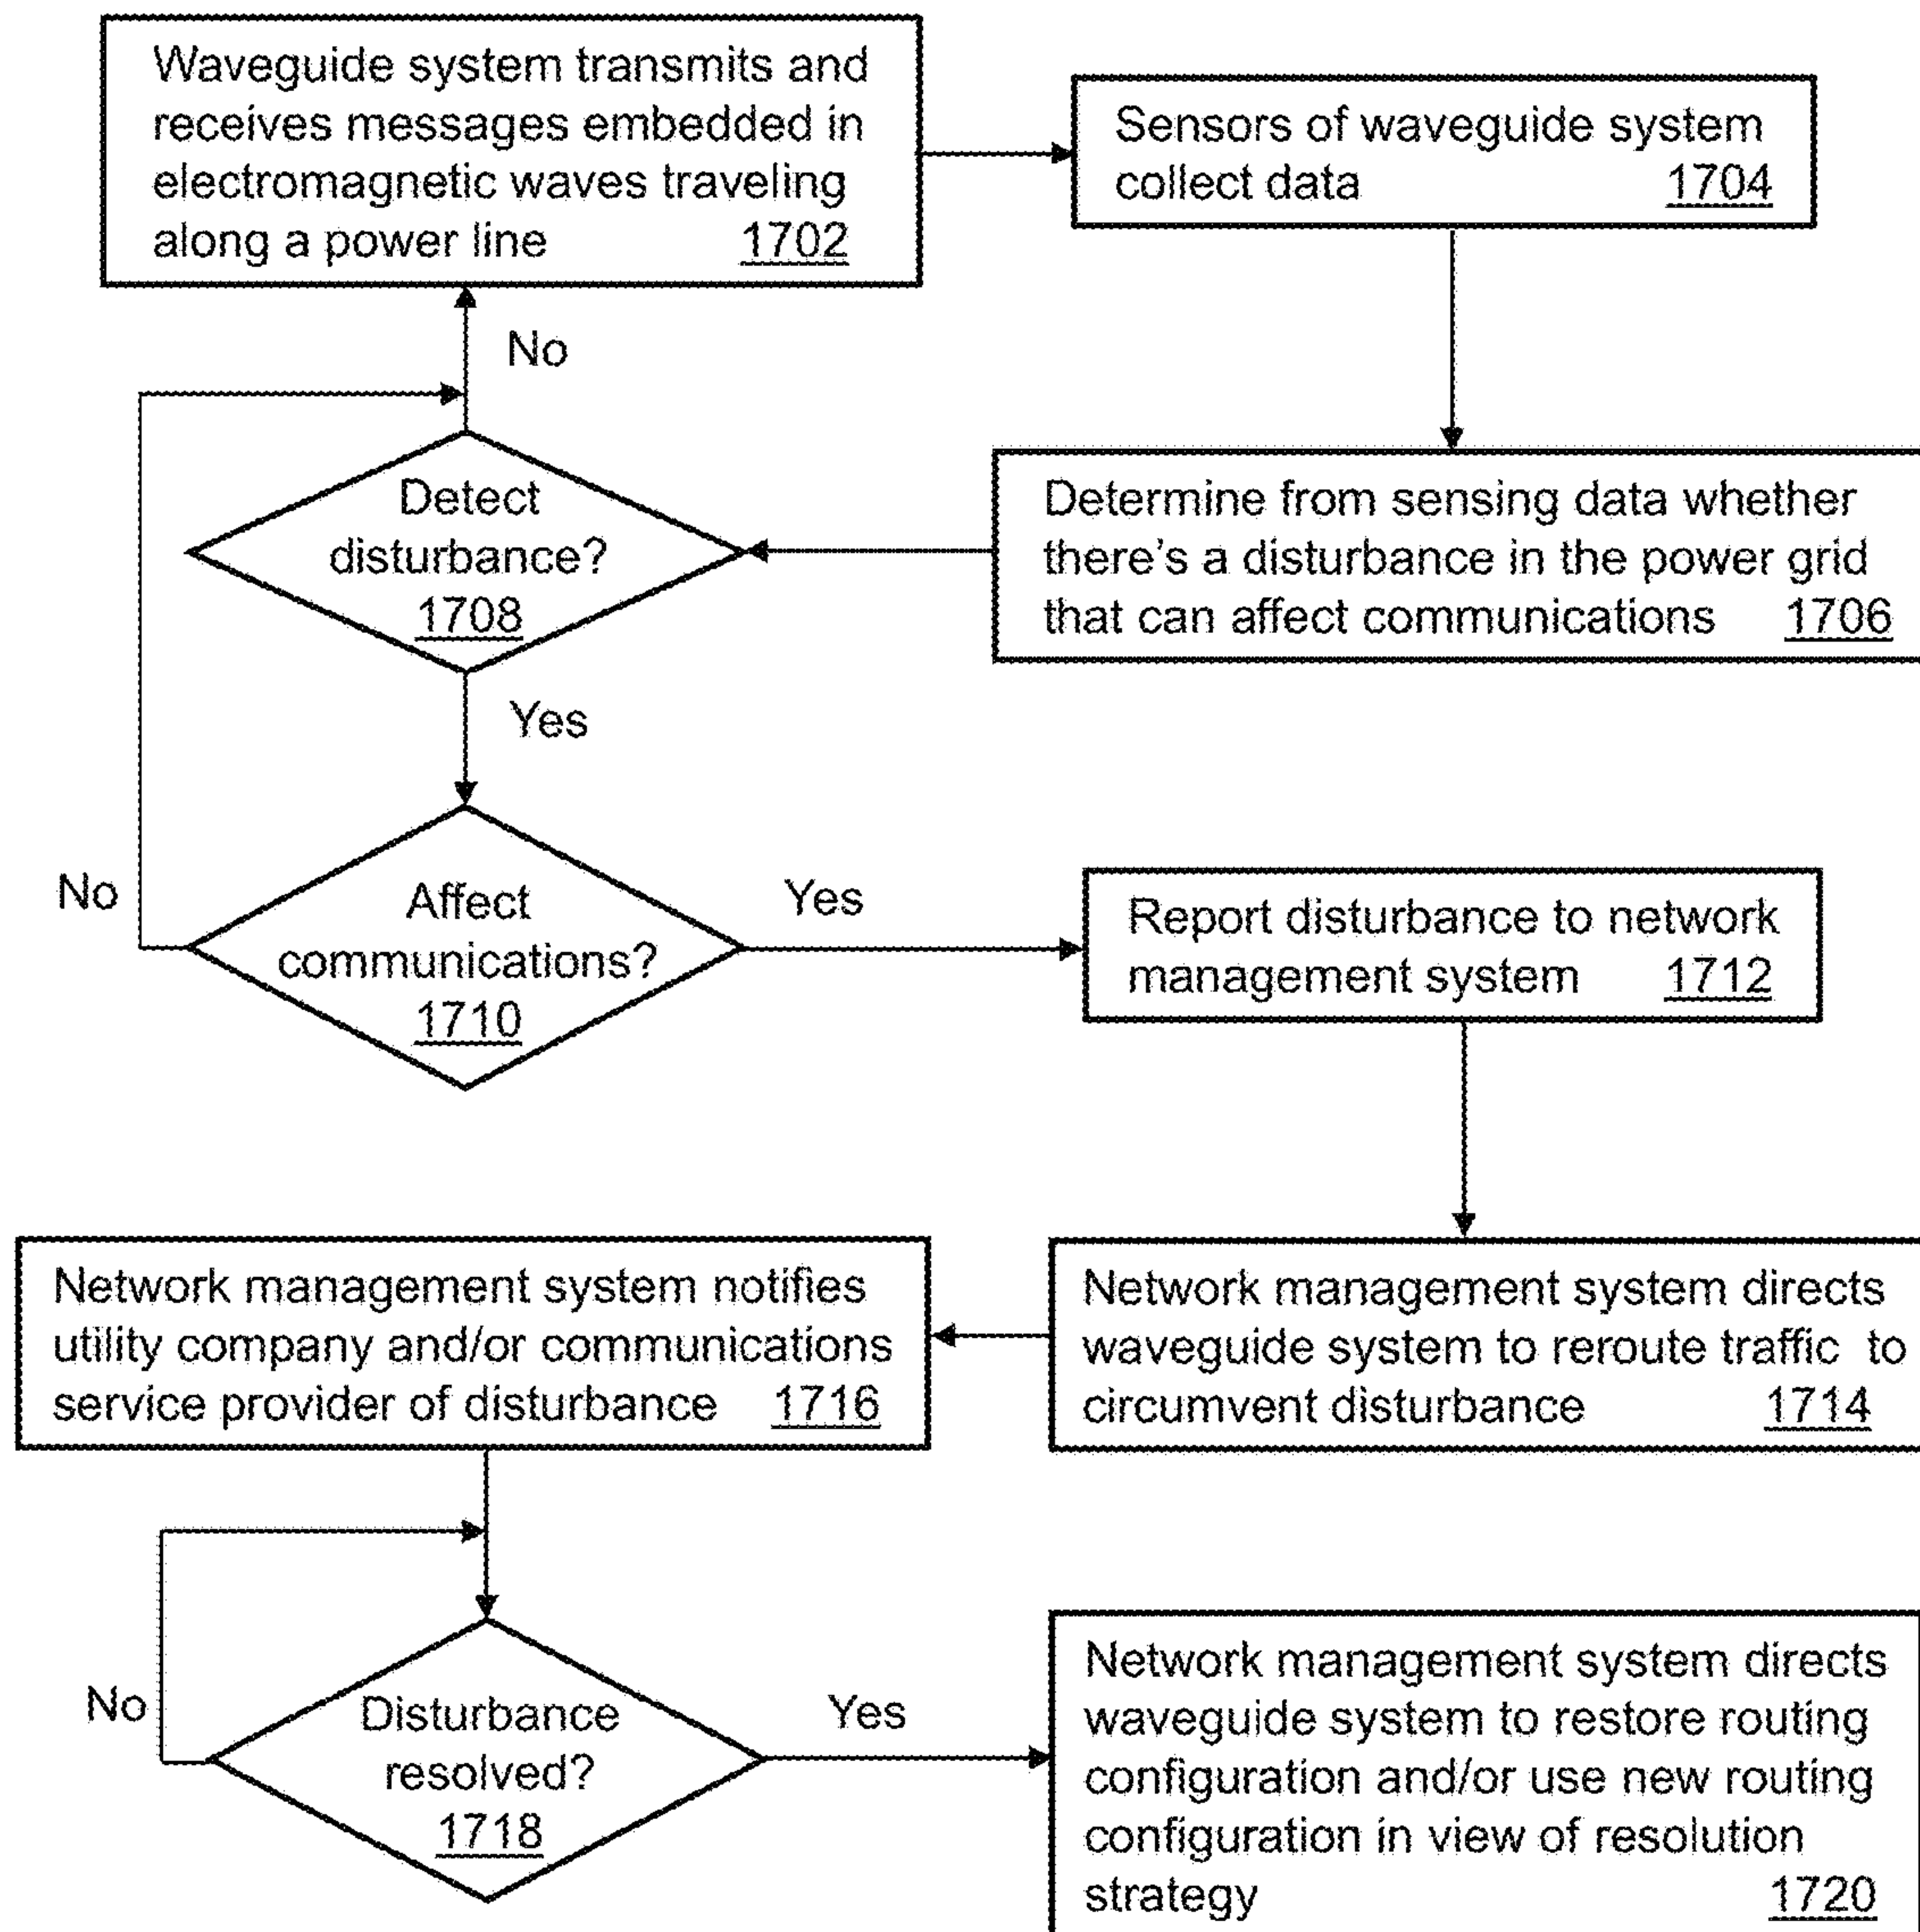 Waveguide system transmits and
receives messages embedded in
electromagnetic waves traveling
along a power line 1702
Sensors of waveguide system
collect data 1704
Determine from sensing data whether
there's a disturbance in the power grid
that can affect communications 1706
No
Detect
disturbance?
1708
Yes
No
Affect
communications?
1710
Yes
Report disturbance to network
management system 1712
Network management system directs
waveguide system to reroute traffic to
circumvent disturbance 1714
Network management system notifies
utility company and/or communications
service provider of disturbance 1716
No
Disturbance
resolved?
1718
Yes
Network management system directs
waveguide system to restore routing
configuration and/or use new routing
configuration in view of resolution
strategy 1720